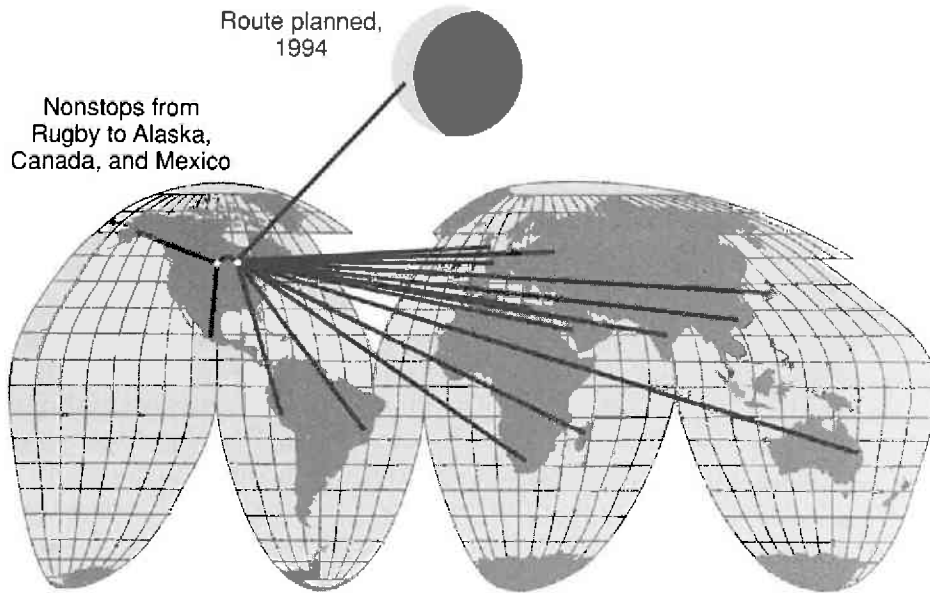 Route planned,
1994
Nonstops from
Rugby to Alaska,
Canada, and Mexico